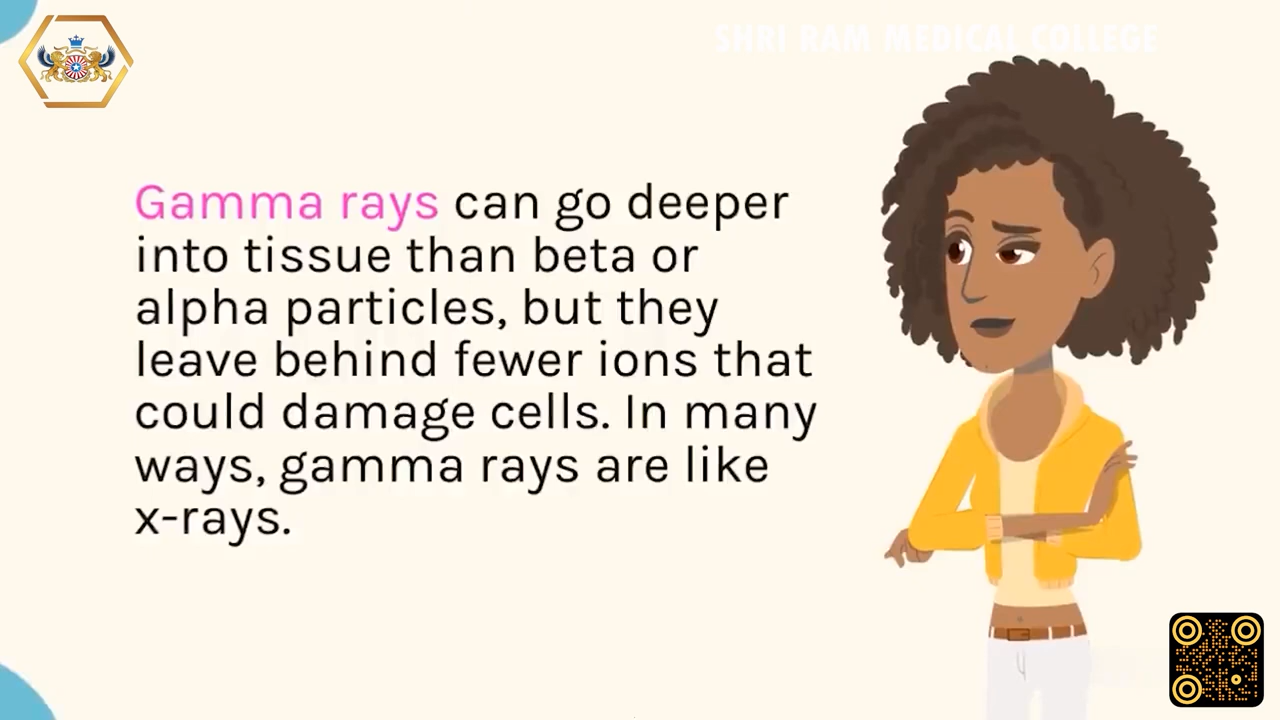 SHRI RAM MEDICAL COLLEGE
Gamma rays can go deeper
into tissue than beta or
alpha particles, but they
leave behind fewer ions that
could damage cells. In many
ways, gamma rays are like
x-rays.